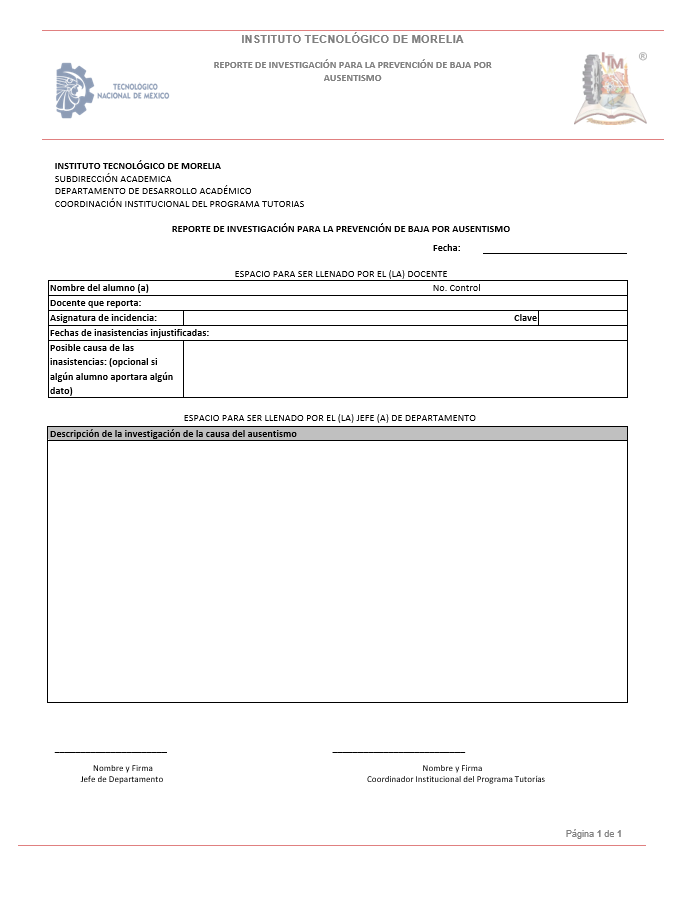 INSTITUTO TECNOLÓGICO DE MORELIA
REPORTE DE INVESTIGACIÓN PARA LA PREVENCIÓN DE BAJA POR
AUSENTISMO
TECNOLÓGICO
NACIONAL DE MÉXICO
ITM
®
INSTITUTO TECNOLÓGICO DE MORELIA
SUBDIRECCIÓN ACADEMICA
DEPARTAMENTO DE DESARROLLO ACADÉMICO
COORDINACIÓN INSTITUCIONAL DEL PROGRAMA TUTORIAS
REPORTE DE INVESTIGACIÓN PARA LA PREVENCIÓN DE BAJA POR AUSENTISMO
Fecha:
ESPACIO PARA SER LLENADO POR EL (LA) DOCENTE
Nombre del alumno (a) No. Control
Docente que reporta:
Asignatura de incidencia: Clave
Fechas de inasistencias injustificadas:
Posible causa de las
inasistencias: (opcional si
algún alumno aportara algún
dato)
ESPACIO PARA SER LLENADO POR EL (LA) JEFE (A) DE DEPARTAMENTO
Descripción de la investigación de la causa del ausentismo
Nombre y Firma Nombre y Firma
Jefe de Departamento Coordinador Institucional del Programa Tutorías
Página 1 de 1